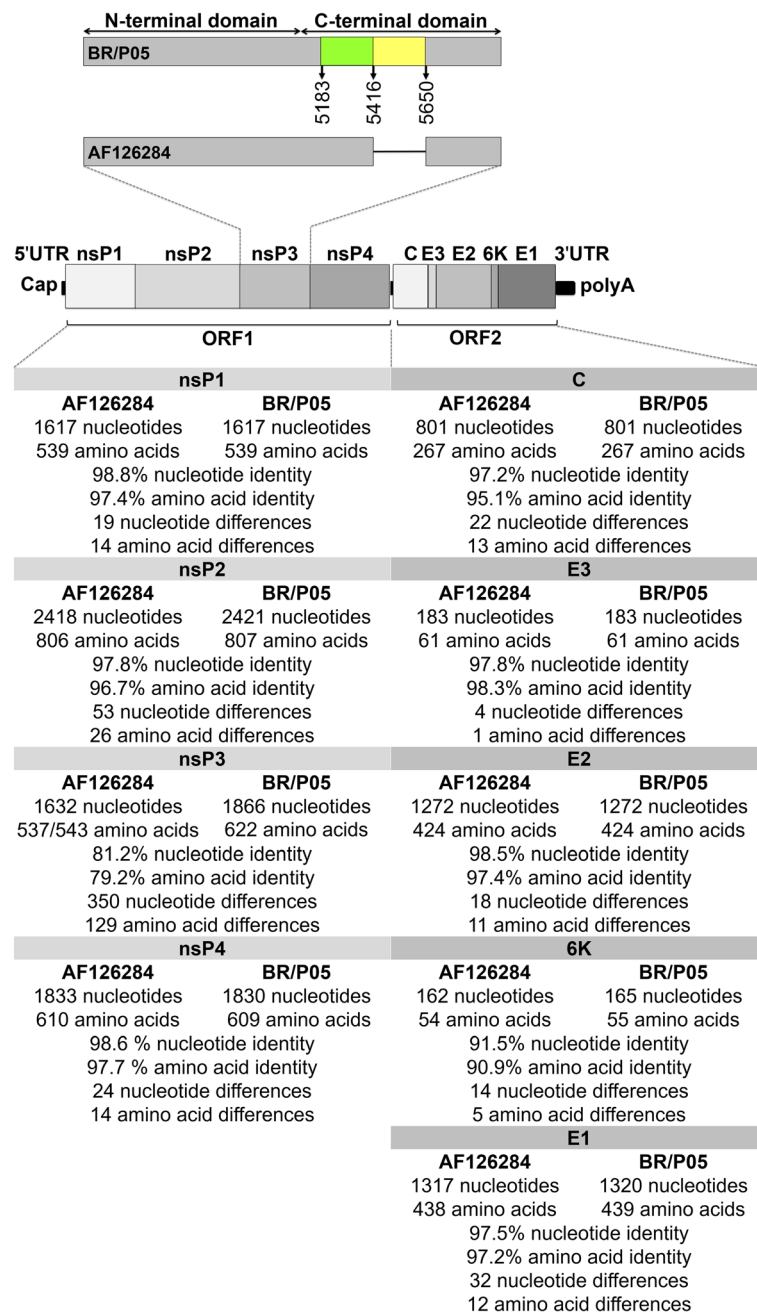 N-terminal domain C-terminal domain
BR/P05
5183 5416 5650
AF126284
5'UTR nsP1 nsP2 nsP3 nsP4 C E3 E2 6K E1 3'UTR
Cap polyA
ORF1 ORF2
nsP1
AF126284 BR/P05
1617 nucleotides 1617 nucleotides
539 amino acids 539 amino acids
98.8% nucleotide identity
97.4% amino acid identity
19 nucleotide differences
14 amino acid differences
nsP2
AF126284 BR/P05
2418 nucleotides 2421 nucleotides
806 amino acids 807 amino acids
97.8% nucleotide identity
96.7% amino acid identity
53 nucleotide differences
26 amino acid differences
nsP3
AF126284 BR/P05
1632 nucleotides 1866 nucleotides
537/543 amino acids 622 amino acids
81.2% nucleotide identity
79.2% amino acid identity
350 nucleotide differences
129 amino acid differences
nsP4
AF126284 BR/P05
1833 nucleotides 1830 nucleotides
610 amino acids 609 amino acids
98.6 % nucleotide identity
97.7 % amino acid identity
24 nucleotide differences
14 amino acid differences
C
AF126284 BR/P05
801 nucleotides 801 nucleotides
267 amino acids 267 amino acids
97.2% nucleotide identity
95.1% amino acid identity
22 nucleotide differences
13 amino acid differences
E3
AF126284 BR/P05
183 nucleotides 183 nucleotides
61 amino acids 61 amino acids
97.8% nucleotide identity
98.3% amino acid identity
4 nucleotide differences
1 amino acid differences
E2
AF126284 BR/P05
1272 nucleotides 1272 nucleotides
424 amino acids 424 amino acids
98.5% nucleotide identity
97.4% amino acid identity
18 nucleotide differences
11 amino acid differences
6K
AF126284 BR/P05
162 nucleotides 165 nucleotides
54 amino acids 55 amino acids
91.5% nucleotide identity
90.9% amino acid identity
14 nucleotide differences
5 amino acid differences
E1
AF126284 BR/P05
1317 nucleotides 1320 nucleotides
438 amino acids 439 amino acids
97.5% nucleotide identity
97.2% amino acid identity
32 nucleotide differences
12 amino acid differences